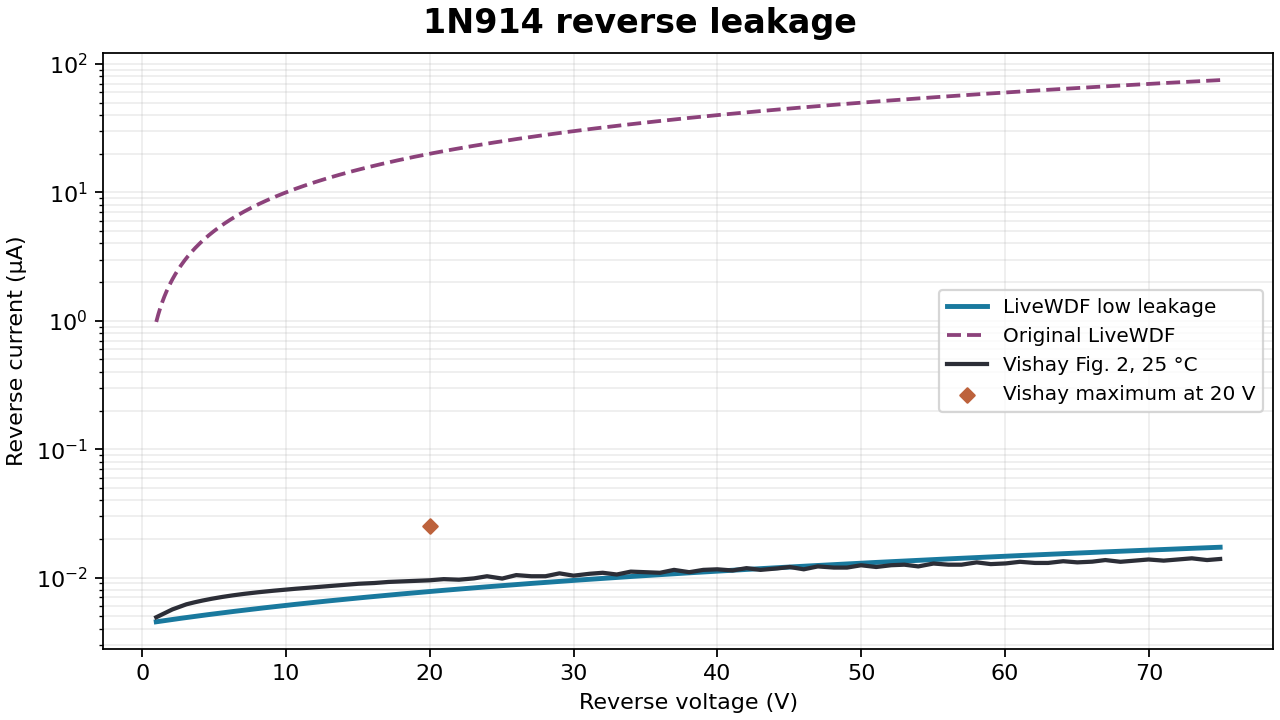 1N914 reverse leakage
Reverse current (µA)
10²
10¹
10⁰
10⁻¹
10⁻²
LiveWDF low leakage
Original LiveWDF
Vishay Fig. 2, 25 °C
Vishay maximum at 20 V
0 10 20 30 40 50 60 70
Reverse voltage (V)